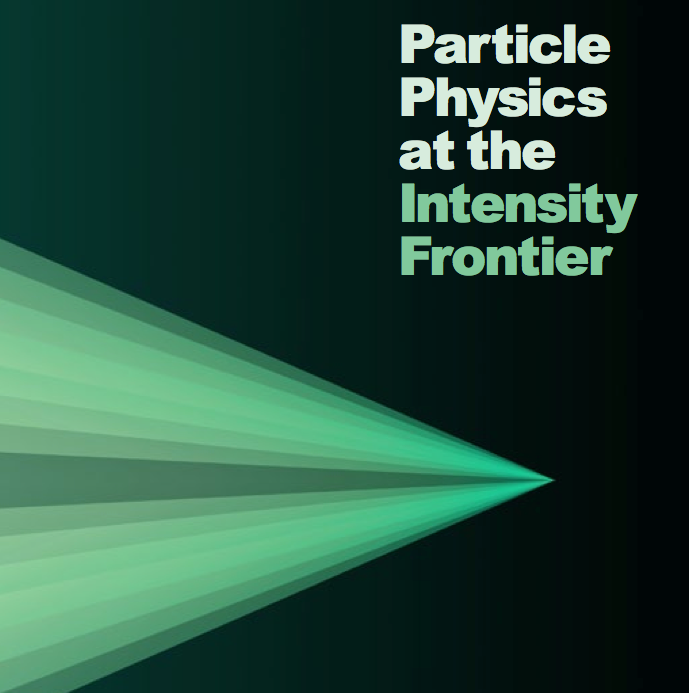 Particle
Physics
at the
Intensity
Frontier